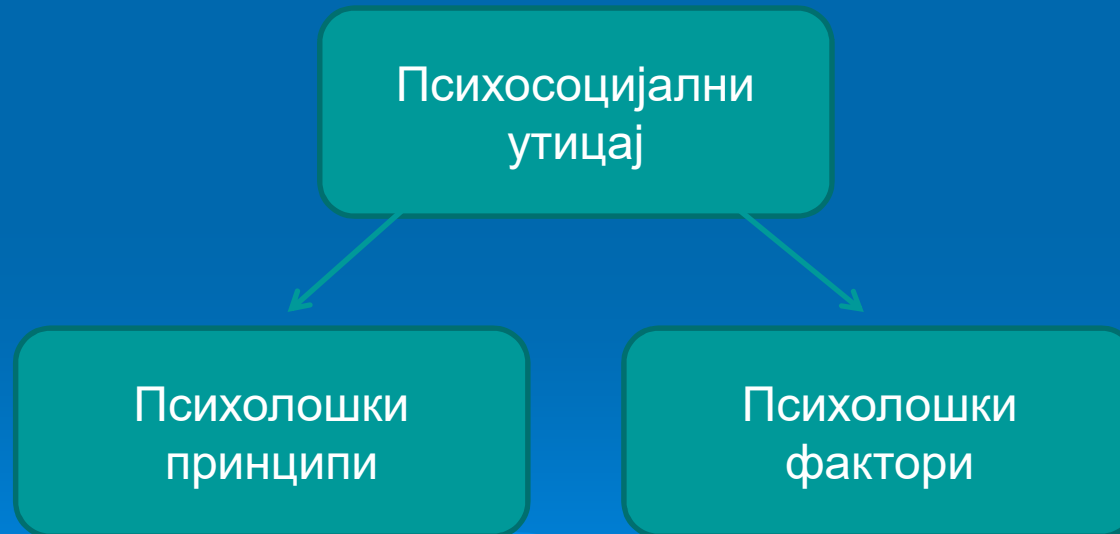 Психосоцијални
утицај
Психолошки
принципи
Психолошки
фактори